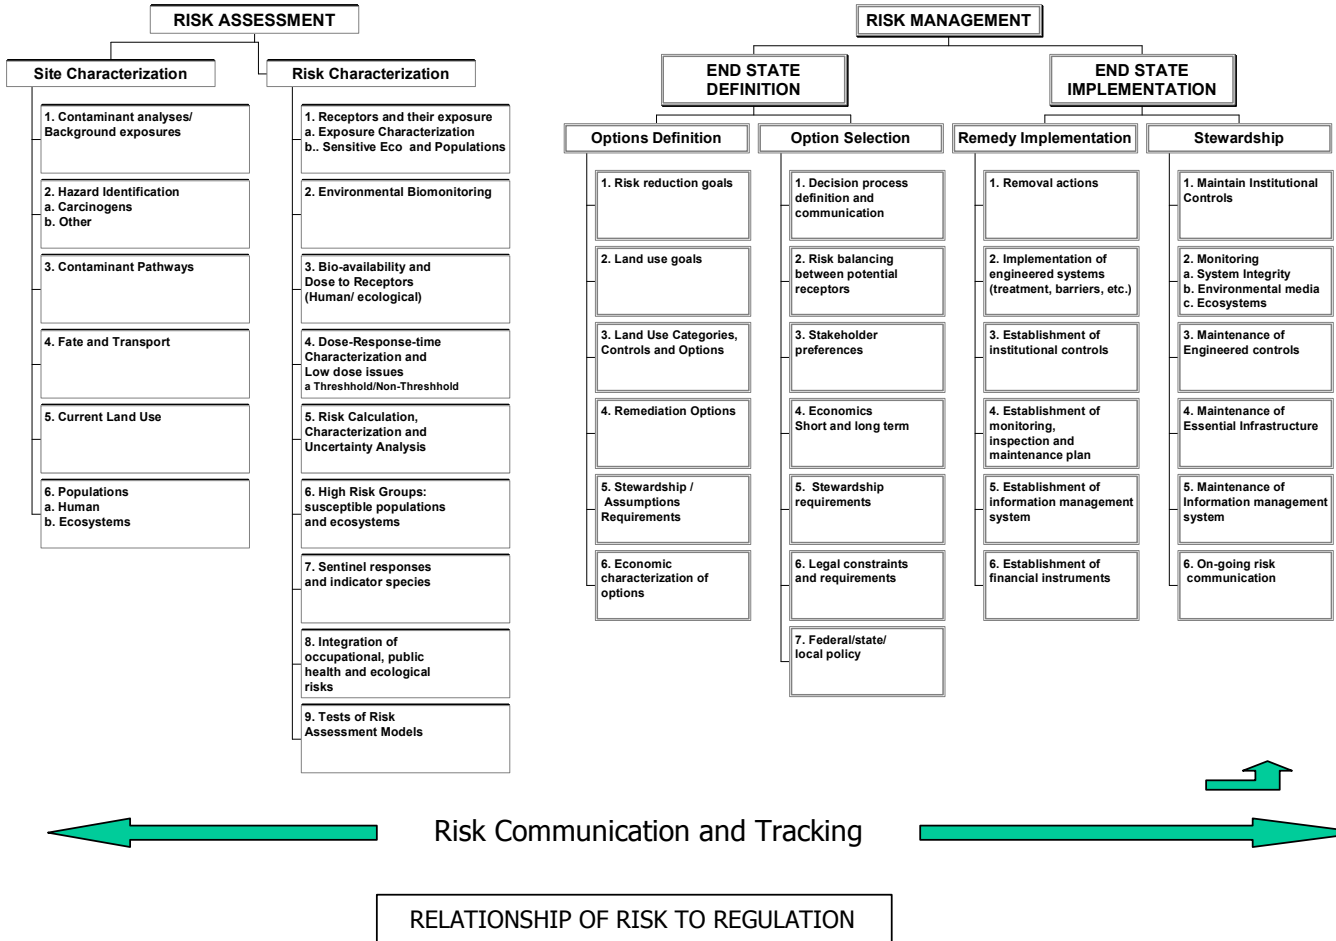 RISK ASSESSMENT
Site Characterization
1. Contaminant analyses/
Background exposures
2. Hazard Identification
a. Carcinogens
b. Other
3. Contaminant Pathways
4. Fate and Transport
5. Current Land Use
6. Populations
a. Human
b. Ecosystems
Risk Characterization
1. Receptors and their exposure
a. Exposure Characterization
b.. Sensitive Eco and Populations
2. Environmental Biomonitoring
3. Bio-availability and
Dose to Receptors
(Human/ ecological)
4. Dose-Response-time
Characterization and
Low dose issues
a Threshhold/Non-Threshhold
5. Risk Calculation,
Characterization and
Uncertainty Analysis
6. High Risk Groups:
susceptible populations
and ecosystems
7. Sentinel responses
and indicator species
8. Integration of
occupational, public
health and ecological
risks
9. Tests of Risk
Assessment Models
RISK MANAGEMENT
END STATE
DEFINITION
Options Definition
1. Risk reduction goals
2. Land use goals
3. Land Use Categories,
Controls and Options
4. Remediation Options
5. Stewardship /
Assumptions
Requirements
6. Economic
characterization of
options
Option Selection
1. Decision process
definition and
communication
2. Risk balancing
between potential
receptors
3. Stakeholder
preferences
4. Economics
Short and long term
5. Stewardship
requirements
6. Legal constraints
and requirements
7. Federal/state/
local policy
END STATE
IMPLEMENTATION
Remedy Implementation
1. Removal actions
2. Implementation of
engineered systems
(treatment, barriers, etc.)
3. Establishment of
institutional controls
4. Establishment of
monitoring,
inspection and
maintenance plan
5. Establishment of
information management
system
6. Establishment of
financial instruments
Stewardship
1. Maintain Institutional
Controls
2. Monitoring
a. System Integrity
b. Environmental media
c. Ecosystems
3. Maintenance of
Engineered controls
4. Maintenance of
Essential Infrastructure
5. Maintenance of
Information management
system
6. On-going risk
communication
Risk Communication and Tracking
RELATIONSHIP OF RISK TO REGULATION